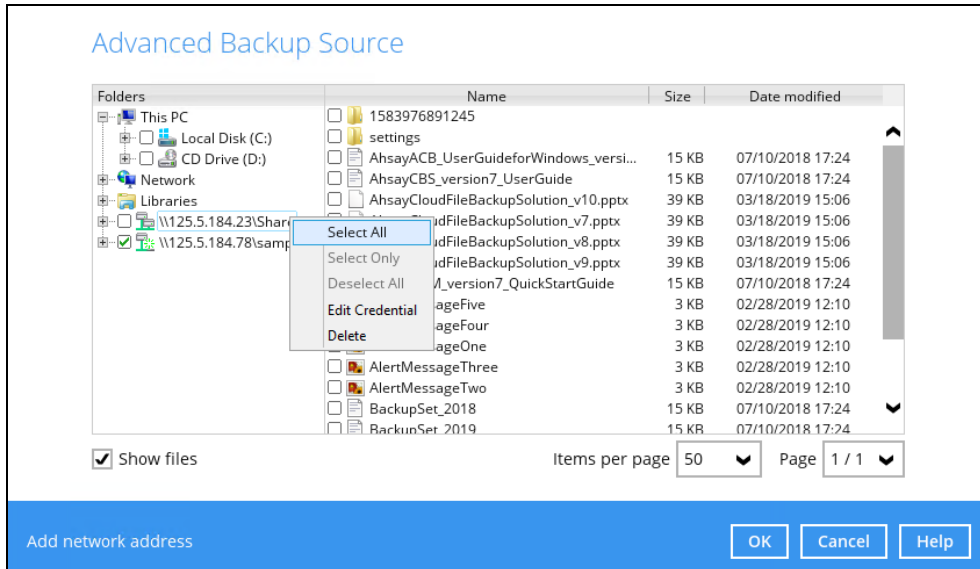 Advanced Backup Source
Folders Name Size Date modified
This PC
Local Disk (C:)
CD Drive (D:)
Network
Libraries
\\125.5.184.23\Shar
\\125.5.184.78\samp
Select All
Select Only
Deselect All
Edit Credential
Delete
1583976891245
settings
AhsayACB_UserGuideforWindows_versi... 15 KB 07/10/2018 17:24
AhsayCBS_version7_UserGuide 15 KB 07/10/2018 17:24
AhsayCloudFileBackupSolution_v10.pptx 39 KB 03/18/2019 15:06
udFileBackupSolution_v7.pptx 39 KB 03/18/2019 15:06
udFileBackupSolution_v8.pptx 39 KB 03/18/2019 15:06
udFileBackupSolution_v9.pptx 39 KB 03/18/2019 15:06
_version7_QuickStartGuide 15 KB 07/10/2018 17:24
ageFive 3 KB 02/28/2019 12:10
ageFour 3 KB 02/28/2019 12:10
ageOne 3 KB 02/28/2019 12:10
AlertMessageThree 3 KB 02/28/2019 12:10
AlertMessageTwo 3 KB 02/28/2019 12:10
BackupSet_2018 15 KB 07/10/2018 17:24
BackupSet_2019 15 KB 07/10/2018 17:24
Show files Items per page 50 Page 1 / 1
Add network address OK Cancel Help